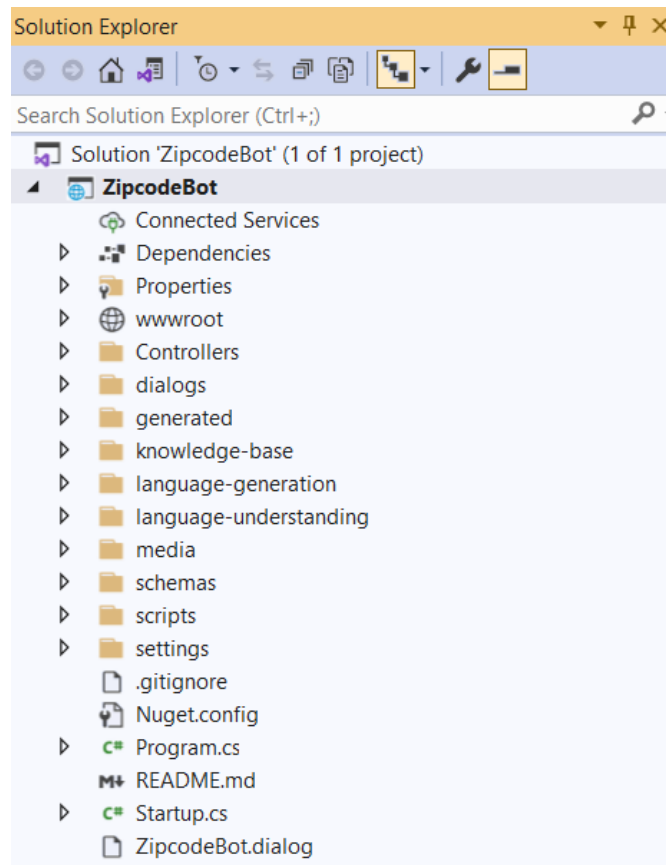 Solution Explorer
Search Solution Explorer (Ctrl+;)
Solution 'ZipcodeBot' (1 of 1 project)
ZipcodeBot
Connected Services
Dependencies
Properties
wwwroot
Controllers
dialogs
generated
knowledge-base
language-generation
language-understanding
media
schemas
scripts
settings
.gitignore
Nuget.config
C# Program.cs
M+ README.md
C# Startup.cs
ZipcodeBot.dialog